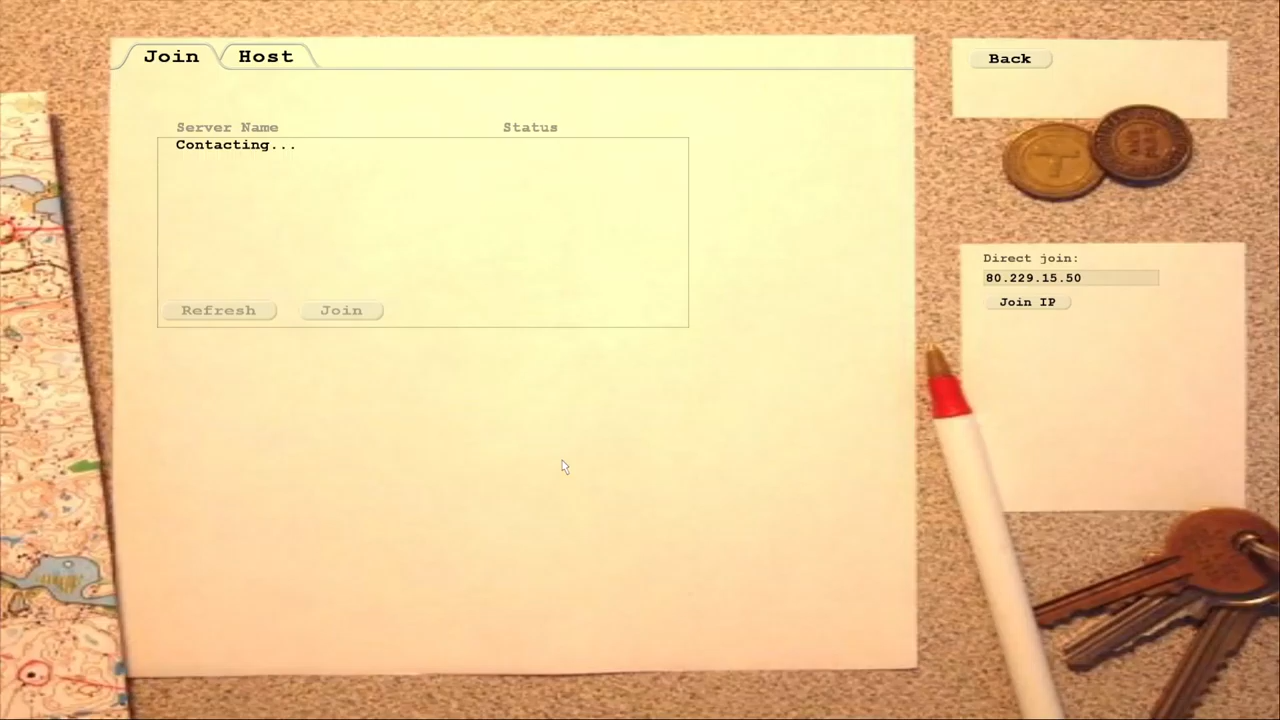 Join Host
Back
Server Name Status
Contacting...
Refresh Join
Direct join:
80.229.15.50
Join IP